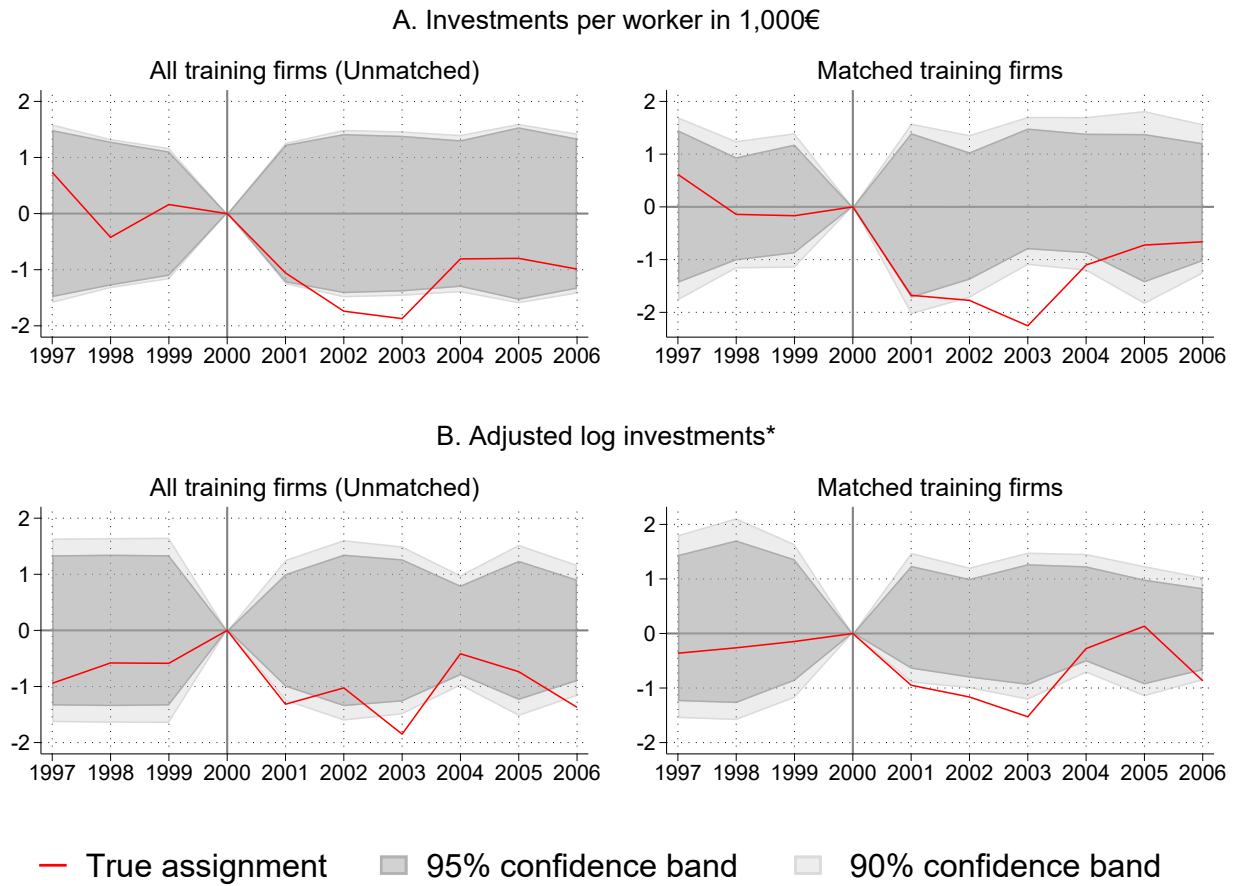 A. Investments per worker in 1,000€
All training firms (Unmatched)
2
1
0
-1
-2
1997 1998 1999 2000 2001 2002 2003 2004 2005 2006
Matched training firms
2
1
0
-1
-2
1997 1998 1999 2000 2001 2002 2003 2004 2005 2006
B. Adjusted log investments*
All training firms (Unmatched)
2
1
0
-1
-2
1997 1998 1999 2000 2001 2002 2003 2004 2005 2006
Matched training firms
2
1
0
-1
-2
1997 1998 1999 2000 2001 2002 2003 2004 2005 2006
True assignment 95% confidence band 90% confidence band